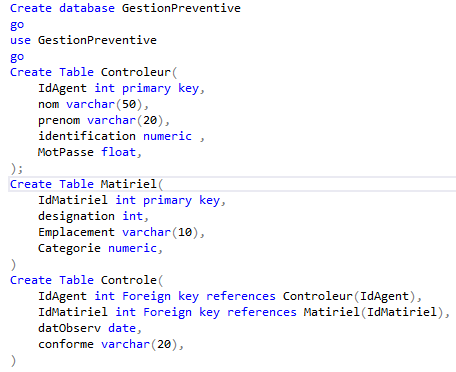 Create database GestionPreventive
go
use GestionPreventive
go
Create Table Controleur(
    IdAgent int primary key,
    nom varchar(50),
    prenom varchar(20),
    identification numeric ,
    MotPasse float,
);
Create Table Matiriel(
    IdMatiriel int primary key,
    designation int,
    Emplacement varchar(10),
    Categorie numeric,
)
Create Table Controle(
    IdAgent int Foreign key references Controleur(IdAgent),
    IdMatiriel int Foreign key references Matiriel(IdMatiriel),
    datObserv date,
    conforme varchar(20),
)